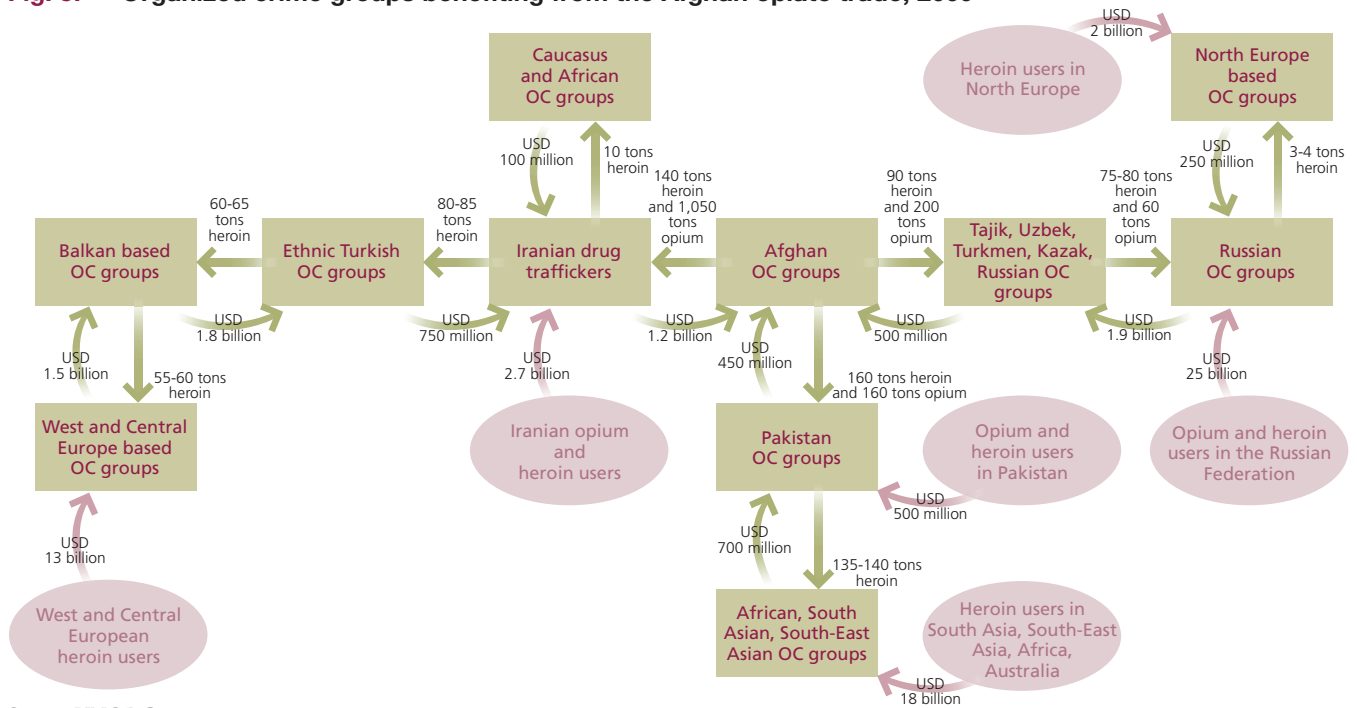 Fig. Organized crime groups benefiting from the Afghan opiate trade,
USD
2 billion
Caucasus
and African
OC groups
Heroin users in
North Europe
North Europe
based
OC groups
USD
100 million
10 tons
heroin
USD
250 million
3-4 tons
heroin
60-65
tons
heroin
80-85
tons
heroin
140 tons
heroin
and 1,050
tons
opium
90 tons
heroin
and 200
tons
opium
75-80 tons
heroin
and 60
tons
opium
Balkan based
OC groups
Ethnic Turkish
OC groups
Iranian drug
traffickers
Afghan
OC groups
Tajik, Uzbek,
Turkmen, Kazak,
Russian OC
groups
Russian
OC groups
USD
1.8 billion
USD
750 million
USD
1.2 billion
USD
500 million
USD
1.9 billion
USD
1.5 billion
55-60 tons
heroin
USD
2.7 billion
USD
450 million
160 tons heroin
and 160 tons opium
USD
25 billion
West and Central
Europe based
OC groups
Iranian opium
and
heroin users
Pakistan
OC groups
Opium and
heroin users
in Pakistan
Opium and heroin
users in the Russian
Federation
USD
500 million
USD
13 billion
USD
700 million
135-140 tons
heroin
West and Central
European
heroin users
African, South
Asian, South-East
Asian OC groups
Heroin users in
South Asia, South-East
Asia, Africa,
Australia
USD
18 billion